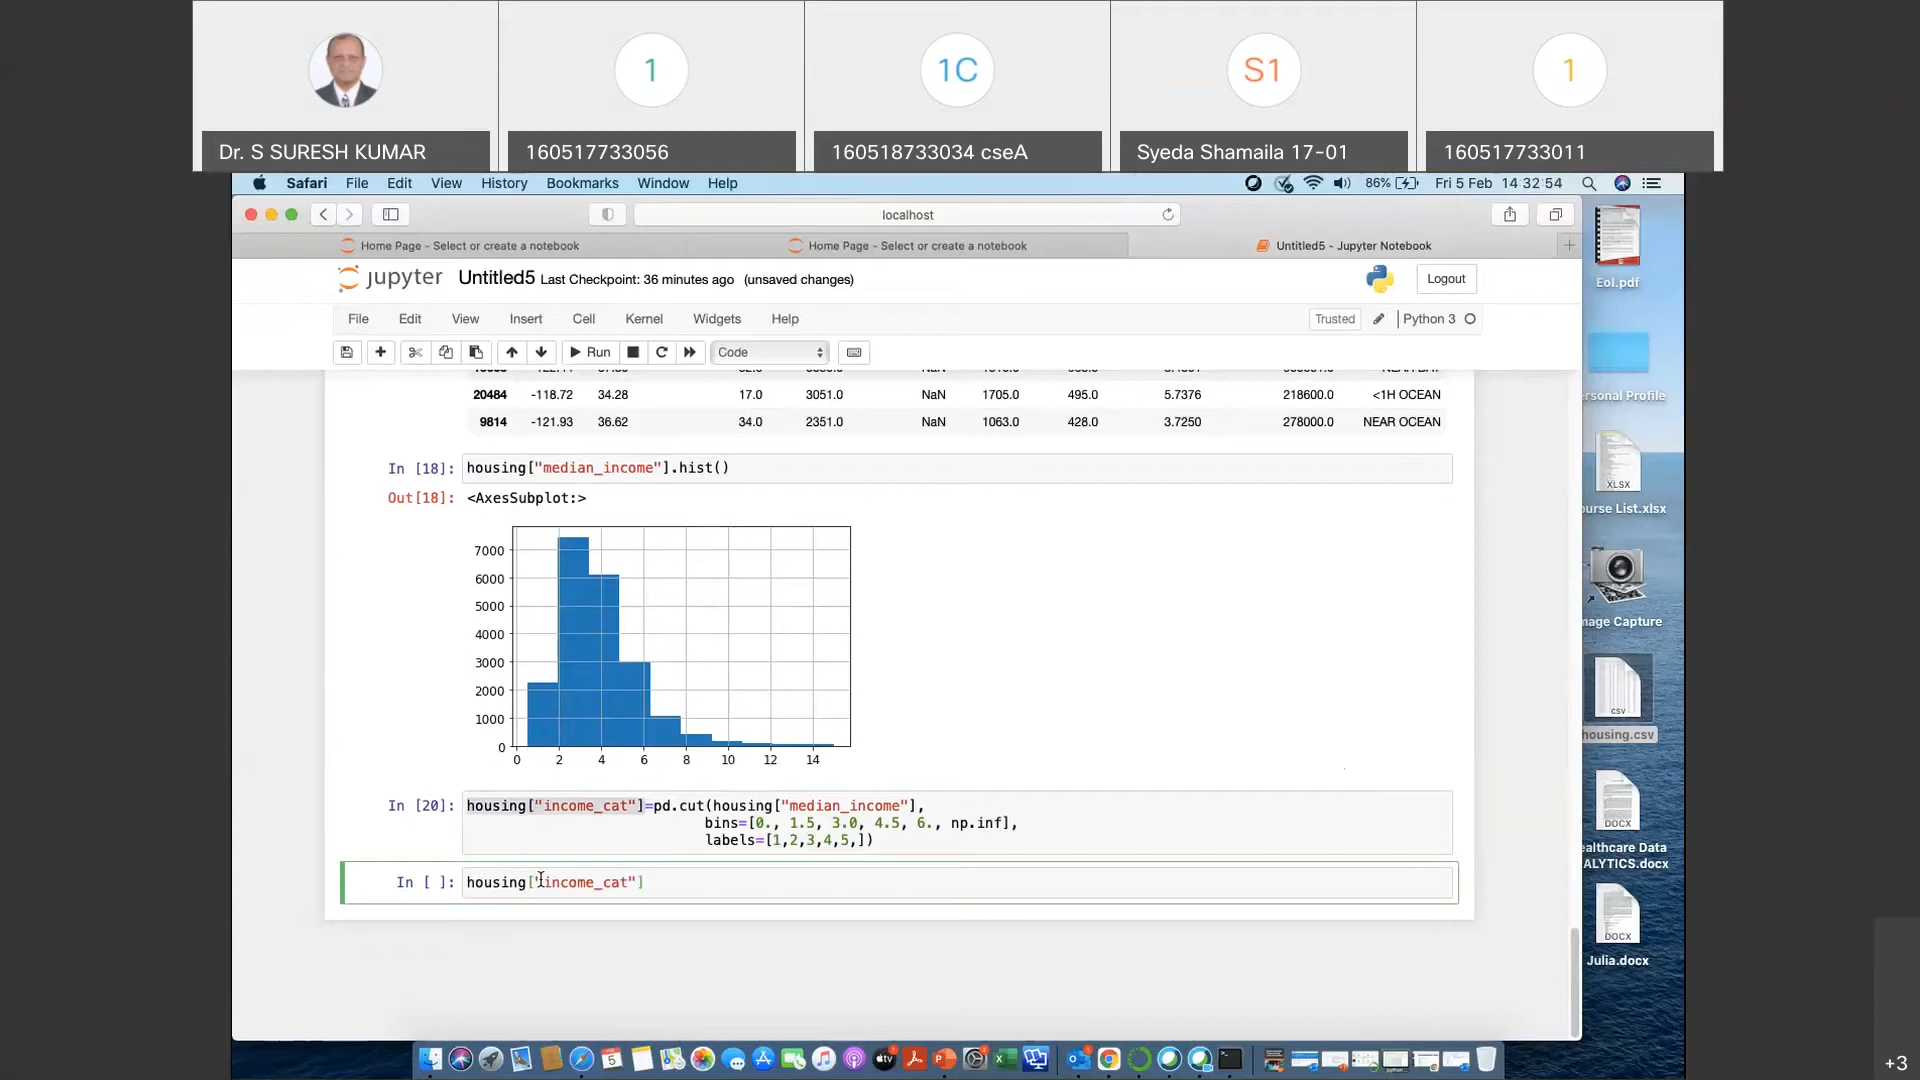 1
1C
S1
1
Dr. S SURESH KUMAR
160517733056
160518733034 cseA
Syeda Shamaila 17-01
160517733011
Safari File Edit View History Bookmarks Window Help
86% Fri 5 Feb 14:32:54
localhost
Home Page - Select or create a notebook
Home Page - Select or create a notebook
Untitled5 - Jupyter Notebook
jupyter Untitled5 Last Checkpoint: 36 minutes ago (unsaved changes)
Logout
File Edit View Insert Cell Kernel Widgets Help
Trusted
Python 3
Run
Code
20484 -118.72 34.28 17.0 3051.0 NaN 1705.0 495.0 5.7376 218600.0 <1H OCEAN
9814 -121.93 36.62 34.0 2351.0 NaN 1063.0 428.0 3.7250 278000.0 NEAR OCEAN
In [18]: housing["median_income"].hist()
Out[18]: <AxesSubplot:>
7000
6000
5000
4000
3000
2000
1000
0
0 2 4 6 8 10 12 14
In [20]: housing["income_cat"]=pd.cut(housing["median_income"],
bins=[0., 1.5, 3.0, 4.5, 6., np.inf],
labels=[1,2,3,4,5,])
In [ ]: housing["income_cat"]
EoI.pdf
ersonal Profile
XLSX
ourse List.xlsx
mage Capture
CSV
housing.csv
DOCX
ealthcare Data
ALYTICS.docx
DOCX
Julia.docx
+3